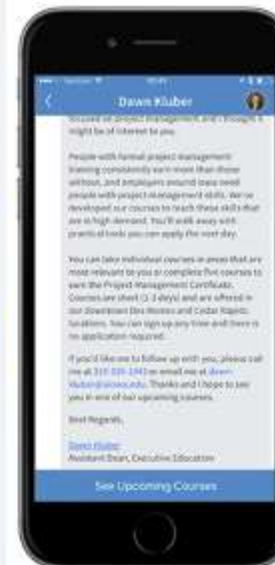 Dawn Kluber
focused on project management and I thought it
might be of interest to you.
People with formal project management
training consistently earn more than those
without, and employers around Iowa need
people with project management skills. We've
developed our courses to teach these skills that
are in high demand. You'll walk away with
practical tools you can apply the next day.
You can take individual courses in areas that are
most relevant to you or complete five courses to
earn the Project Management Certificate.
Courses are short (1-3 days) and are offered in
our downtown Des Moines and Cedar Rapids
locations. You can sign up any time and there is
no application required.
If you'd like me to follow up with you, please call
me at or email me at dawn-
Thanks and I hope to see
you in one of our upcoming courses.
Best Regards,
Dawn Kluber
Assistant Dean, Executive Education
See Upcoming Courses